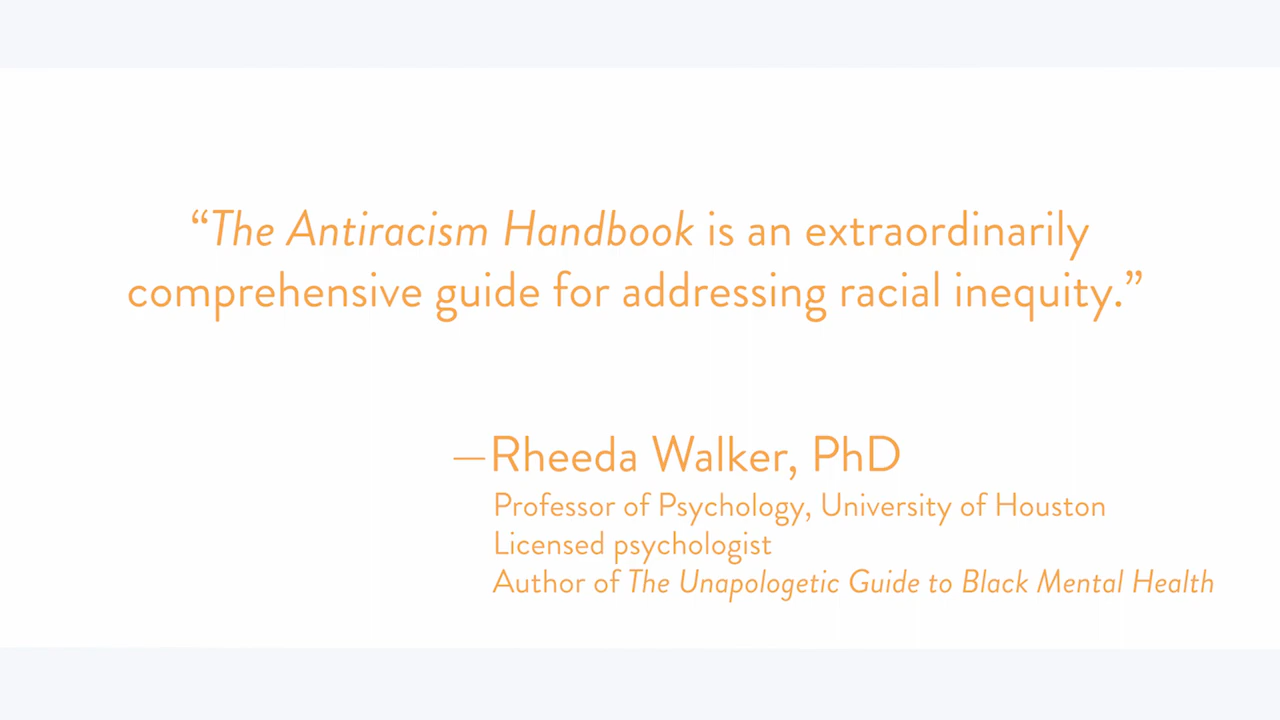 “The Antiracism Handbook is an extraordinarily
comprehensive guide for addressing racial inequity.”
—Rheeda Walker, PhD
Professor of Psychology, University of Houston
Licensed psychologist
Author of The Unapologetic Guide to Black Mental Health